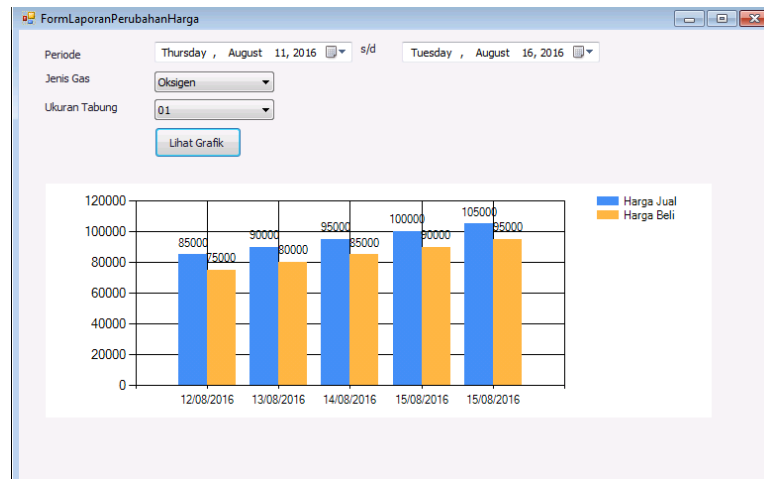 FormLaporanPerubahanHarga
Periode Thursday , August 11, 2016 s/d Tuesday , August 16, 2016
Jenis Gas Oksigen
Ukuran Tabung 01
Lihat Grafik
Harga Jual
Harga Beli
120000
100000
80000
60000
40000
20000
0
85000 75000 90000 80000 95000 85000 100000 90000 105000 95000
12/08/2016 13/08/2016 14/08/2016 15/08/2016 15/08/2016